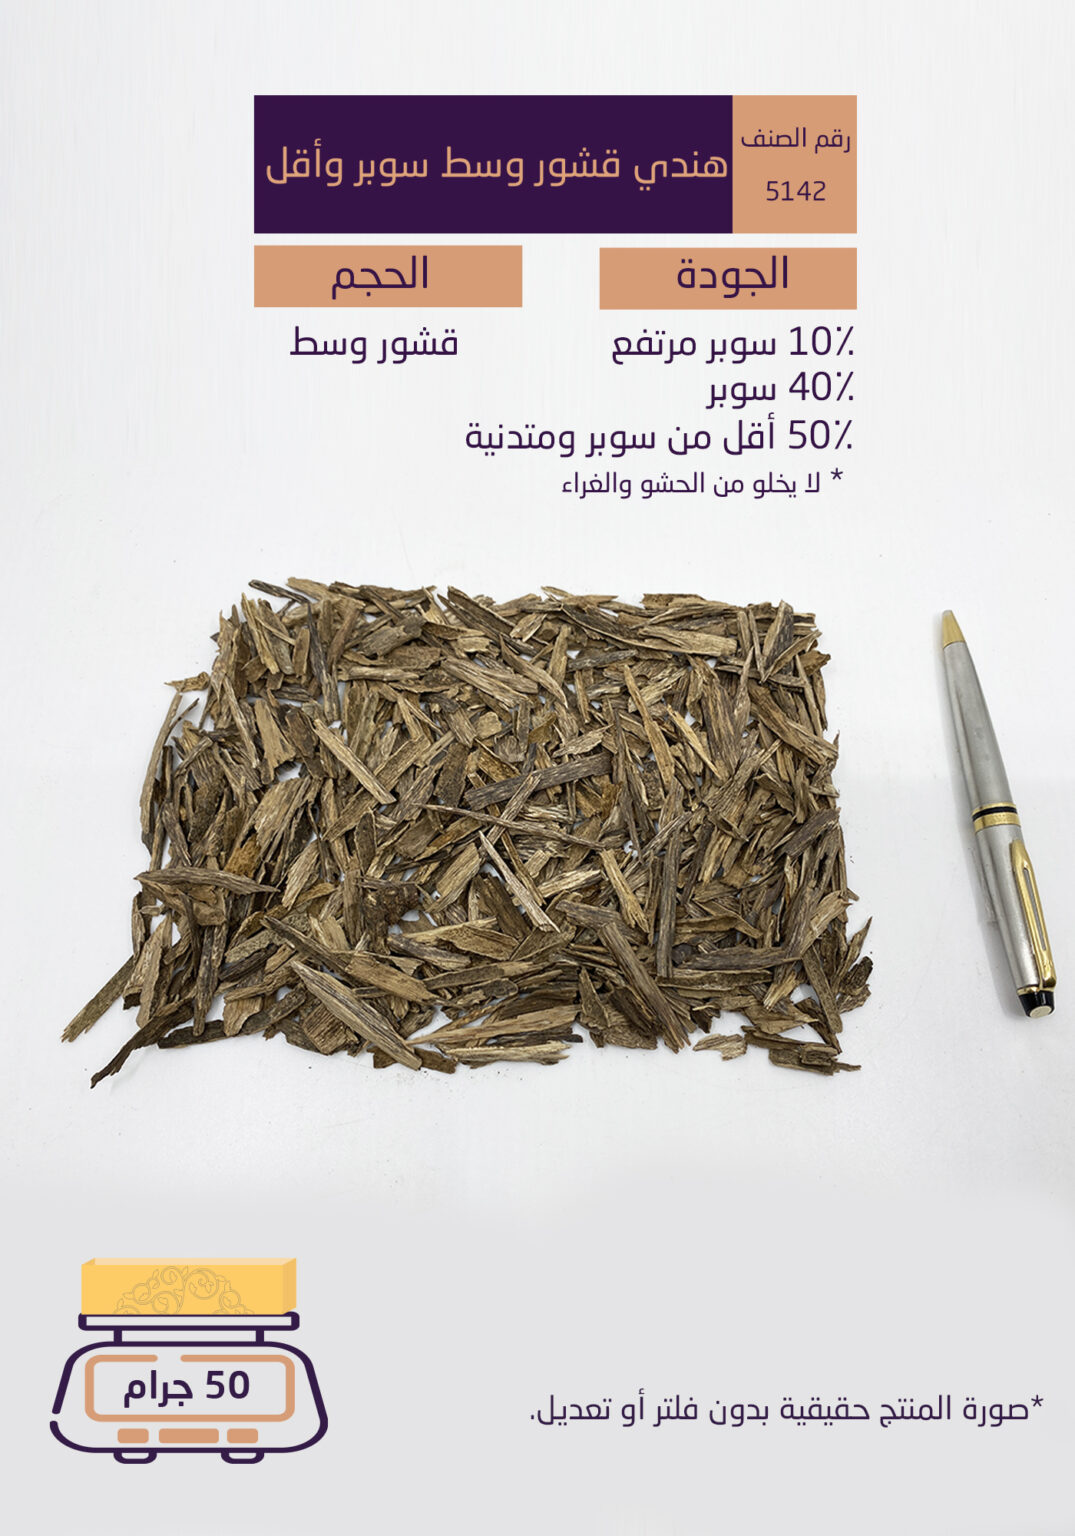 رقم الصنف
5142
هندي قشور وسط سوبر وأقل
الجودة
10٪ سوبر مرتفع
40٪ سوبر
50٪ أقل من سوبر ومتدنية
* لا يخلو من الحشو والغراء
الحجم
قشور وسط
50 جرام
*صورة المنتج حقيقية بدون فلتر أو تعديل.